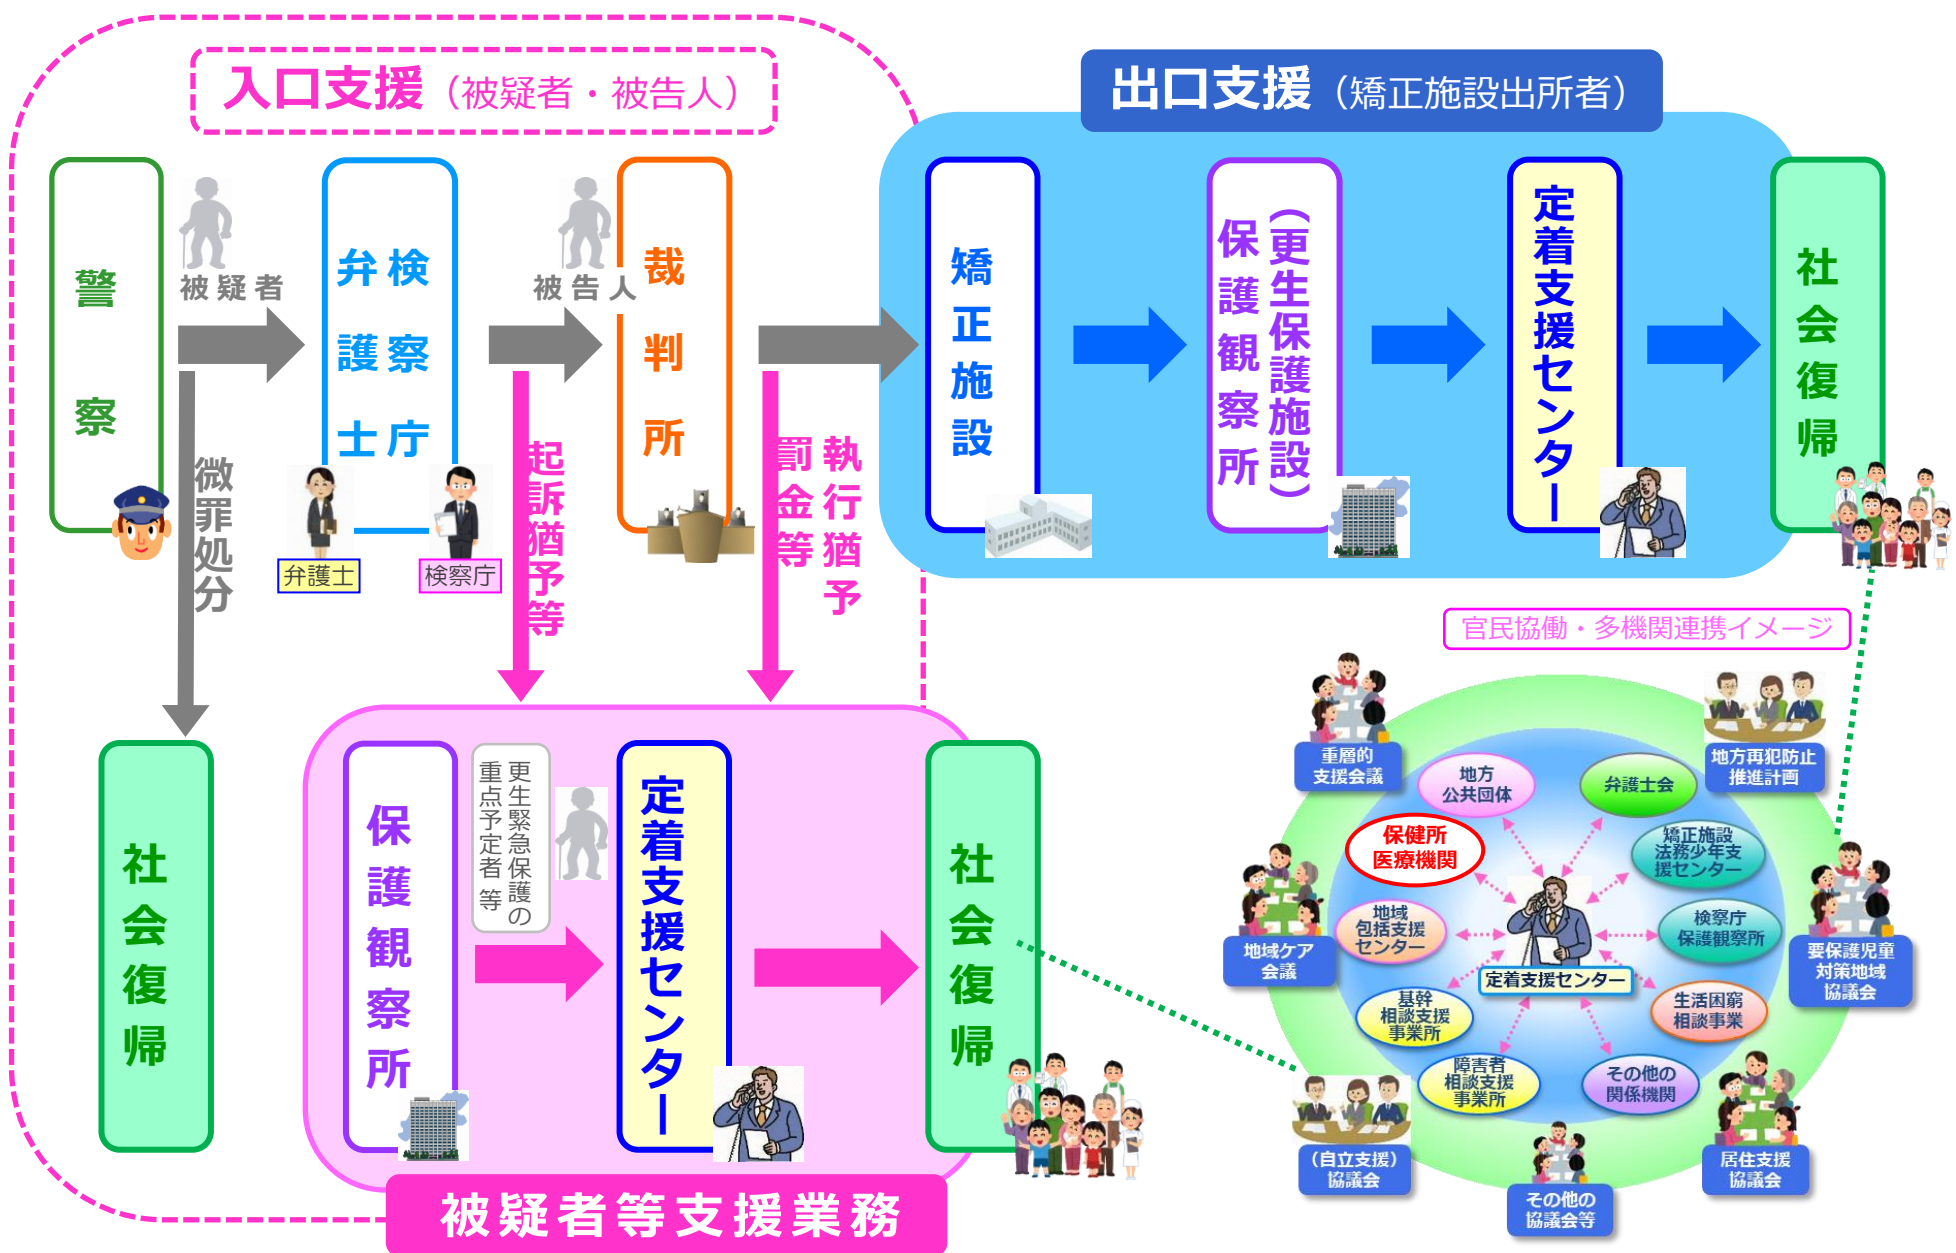 入口支援（被疑者・被告人）
出口支援（矯正施設出所者）
警察
被疑者
検察庁
弁護士
被告人
裁判所
矯正施設
保護観察所
（更生保護施設）
定着支援センター
社会復帰
弁護士
検察庁
微罪処分
起訴猶予等
執行猶予
罰金等
社会復帰
保護観察所
更生緊急保護の
重点予定者 等
定着支援センター
社会復帰
被疑者等支援業務
官民協働・多機関連携イメージ
重層的
支援会議
地方再犯防止
推進計画
地方
公共団体
弁護士会
保健所
医療機関
矯正施設
法務少年支
援センター
地域
包括支援
センター
検察庁
保護観察所
地域ケア
会議
要保護児童
対策地域
協議会
定着支援センター
基幹
相談支援
事業所
生活困窮
相談事業
障害者
相談支援
事業所
その他の
関係機関
（自立支援）
協議会
居住支援
協議会
その他の
協議会等